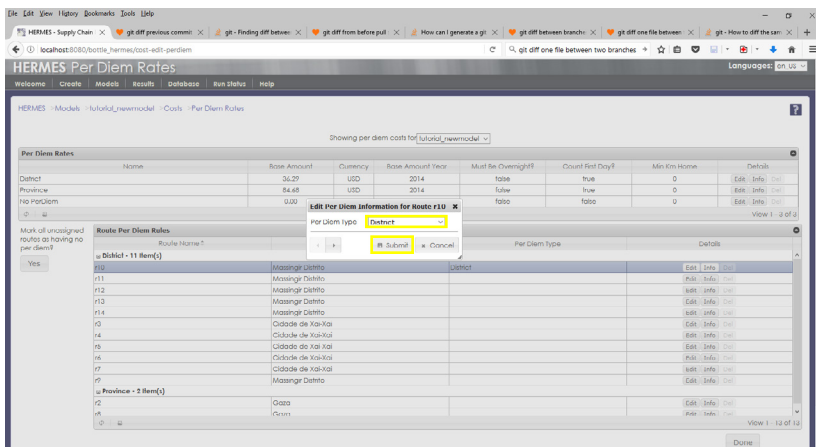 File Edit View History Bookmarks Tools Help
HERMES - Supply Chain × git diff previous commit × git - Finding diff between × git diff from before pull × How can I generate a git × git diff between branche × git diff one file between × git - How to diff the sam × +
localhost:8080/bottle_hermes/cost-edit-perdiem git diff one file between two branches
HERMES Per Diem Rates Languages: en_US
Welcome Create Models Results Database Run Status Help
HERMES >Models >tutorial_newmodel >Costs >Per Diem Rates ?
Showing per diem costs for tutorial_newmodel
Per Diem Rates
Name Base Amount Currency Base Amount Year Must Be Overnight? Count First Day? Min Km Home Details
District 36.29 USD 2014 false true 0 Edit Info Del
Province 84.68 USD 2014 false true 0 Edit Info Del
No PerDiem 0.00 false false 0 Edit Info Del
View 1 - 3 of 3
Edit Per Diem Information for Route r10 ×
Per Diem Type District
Submit × Cancel
Mark all unassigned routes as having no per diem?
Yes
Route Per Diem Rules
Route Name Per Diem Type Details
District - 11 Item(s)
r10 Massingir Distrito District Edit Info Del
r11 Massingir Distrito Edit Info Del
r12 Massingir Distrito Edit Info Del
r13 Massingir Distrito Edit Info Del
r14 Massingir Distrito Edit Info Del
r3 Cidade de Xai-Xai Edit Info Del
r4 Cidade de Xai-Xai Edit Info Del
r5 Cidade de Xai-Xai Edit Info Del
r6 Cidade de Xai-Xai Edit Info Del
r7 Cidade de Xai-Xai Edit Info Del
r9 Massingir Distrito Edit Info Del
Province - 2 Item(s)
r2 Gaza Edit Info Del
r8 Gaza Edit Info Del
View 1 - 13 of 13
Done